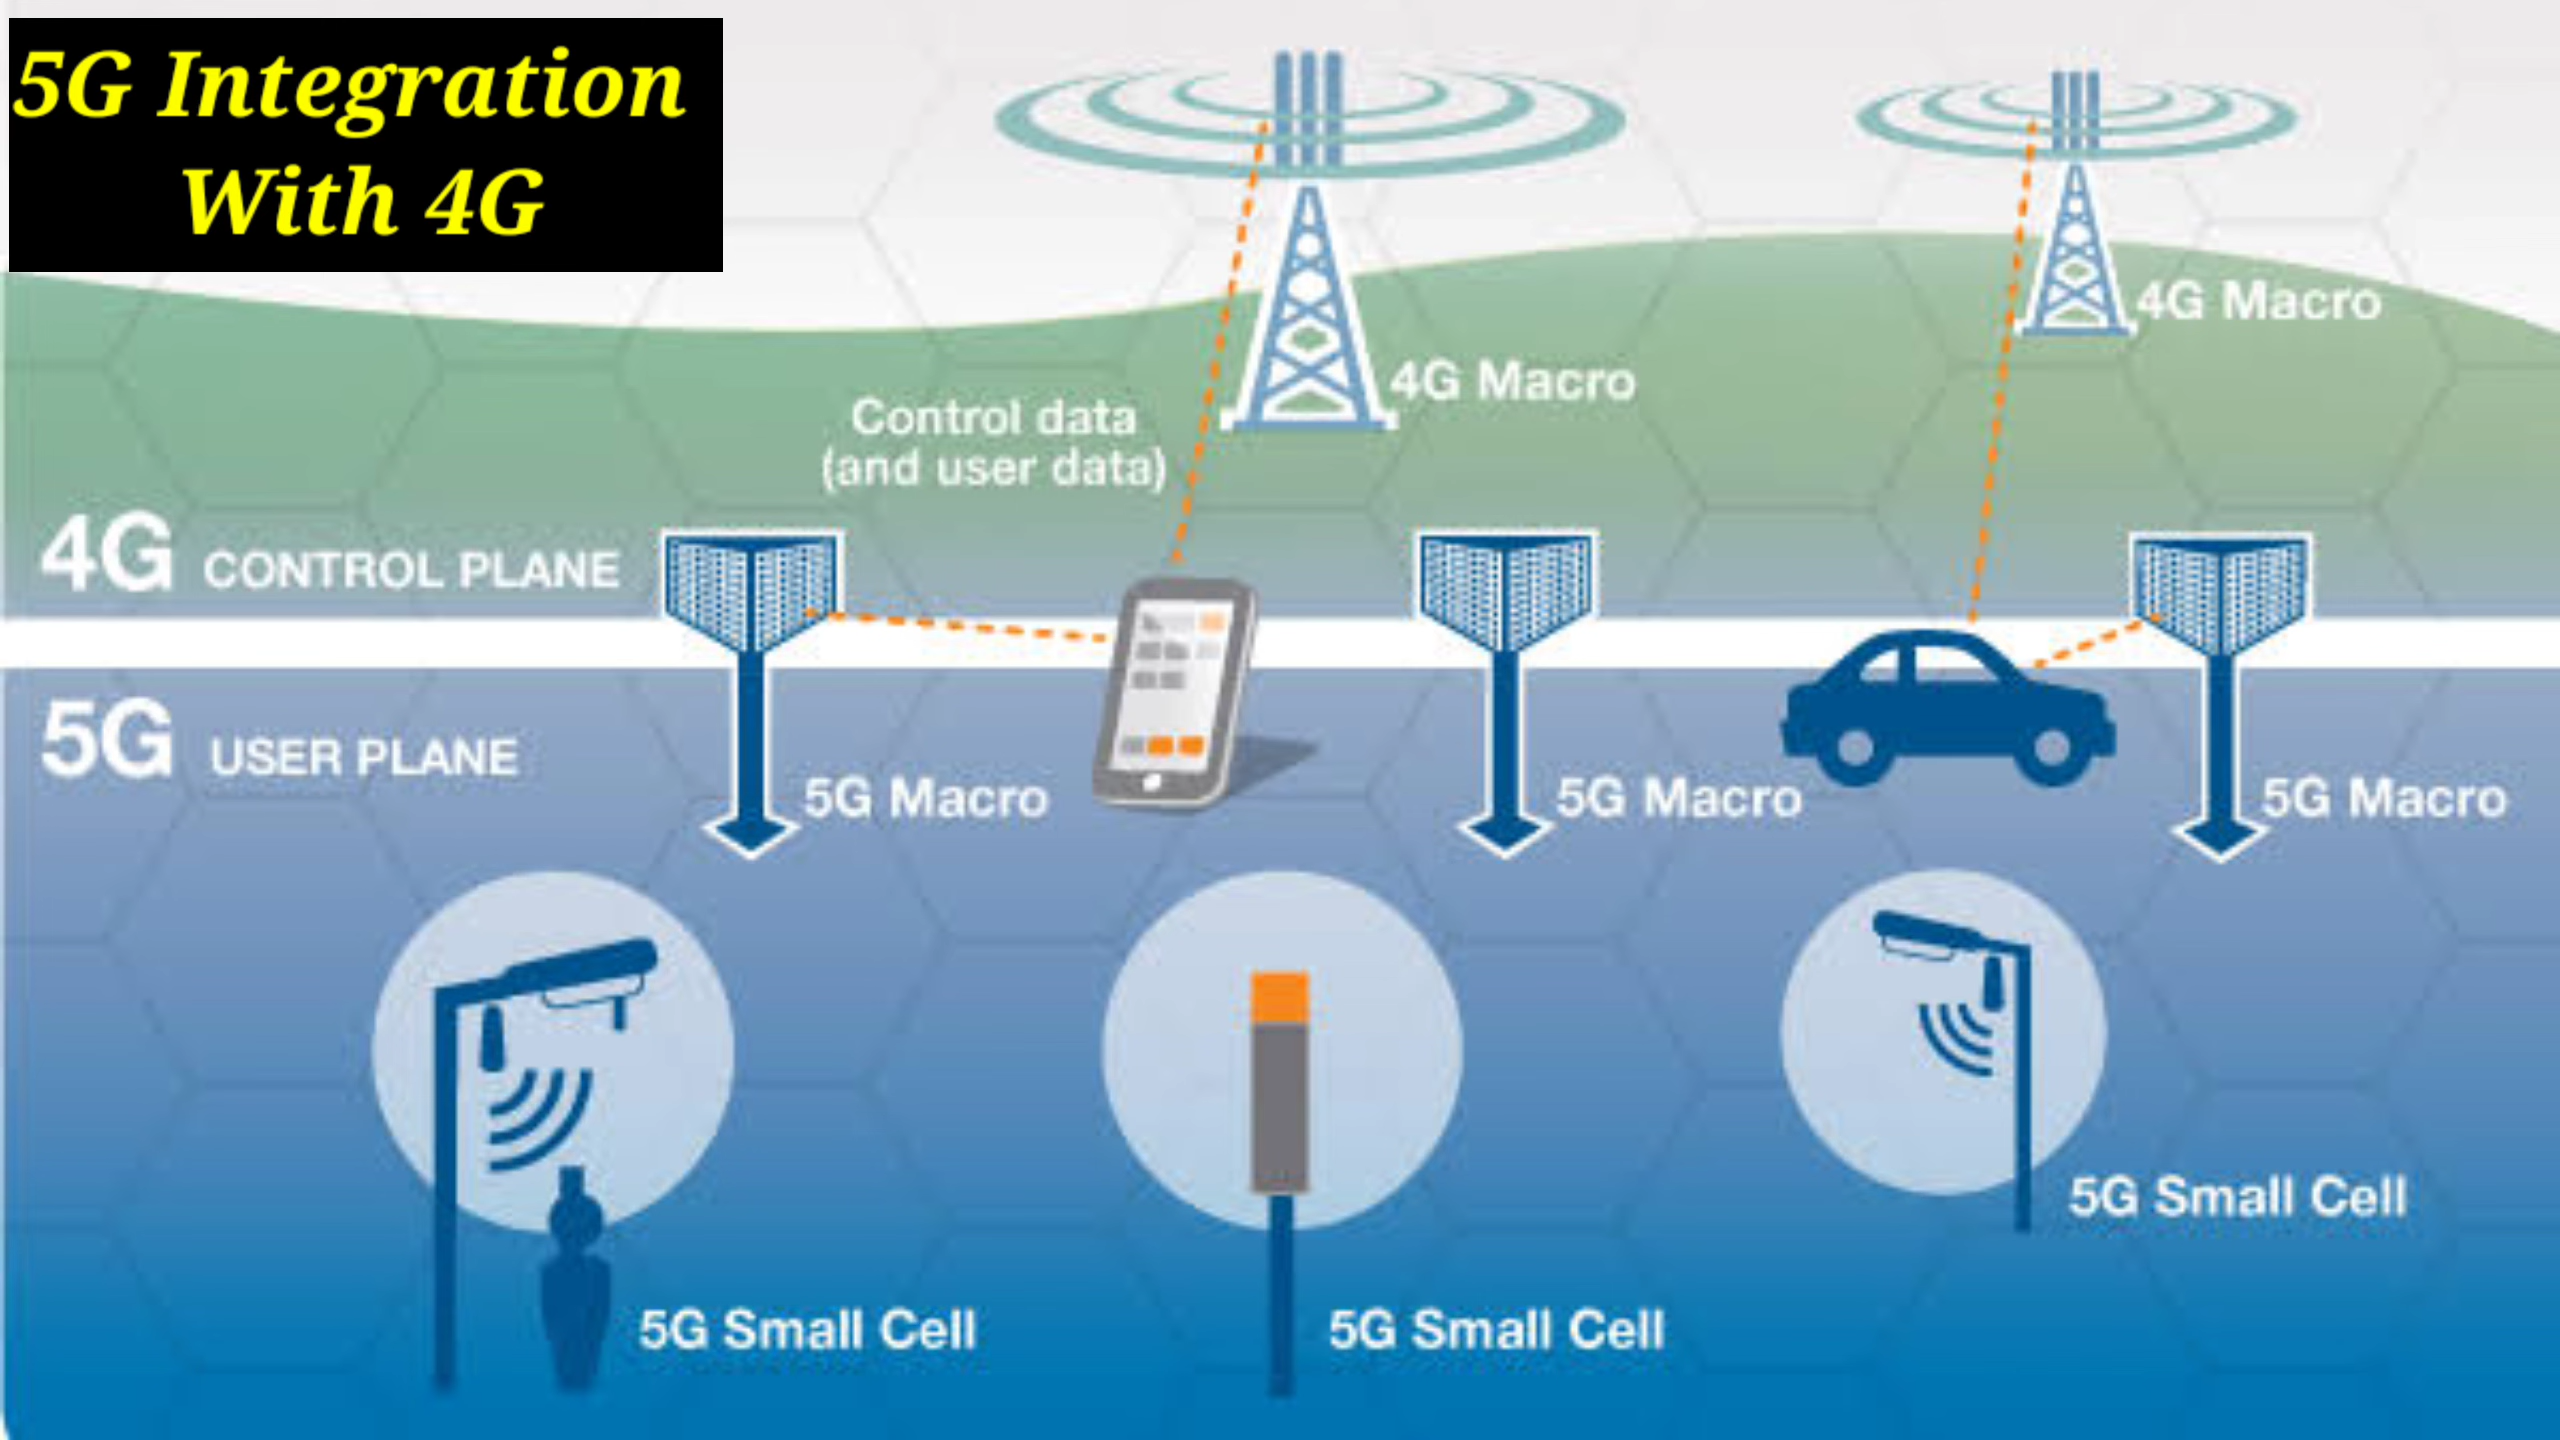 5G Integration
With 4G
4G Macro
4G Macro
Control data
(and user data)
4G CONTROL PLANE
5G USER PLANE
5G Macro
5G Macro
5G Macro
5G Small Cell
5G Small Cell
5G Small Cell